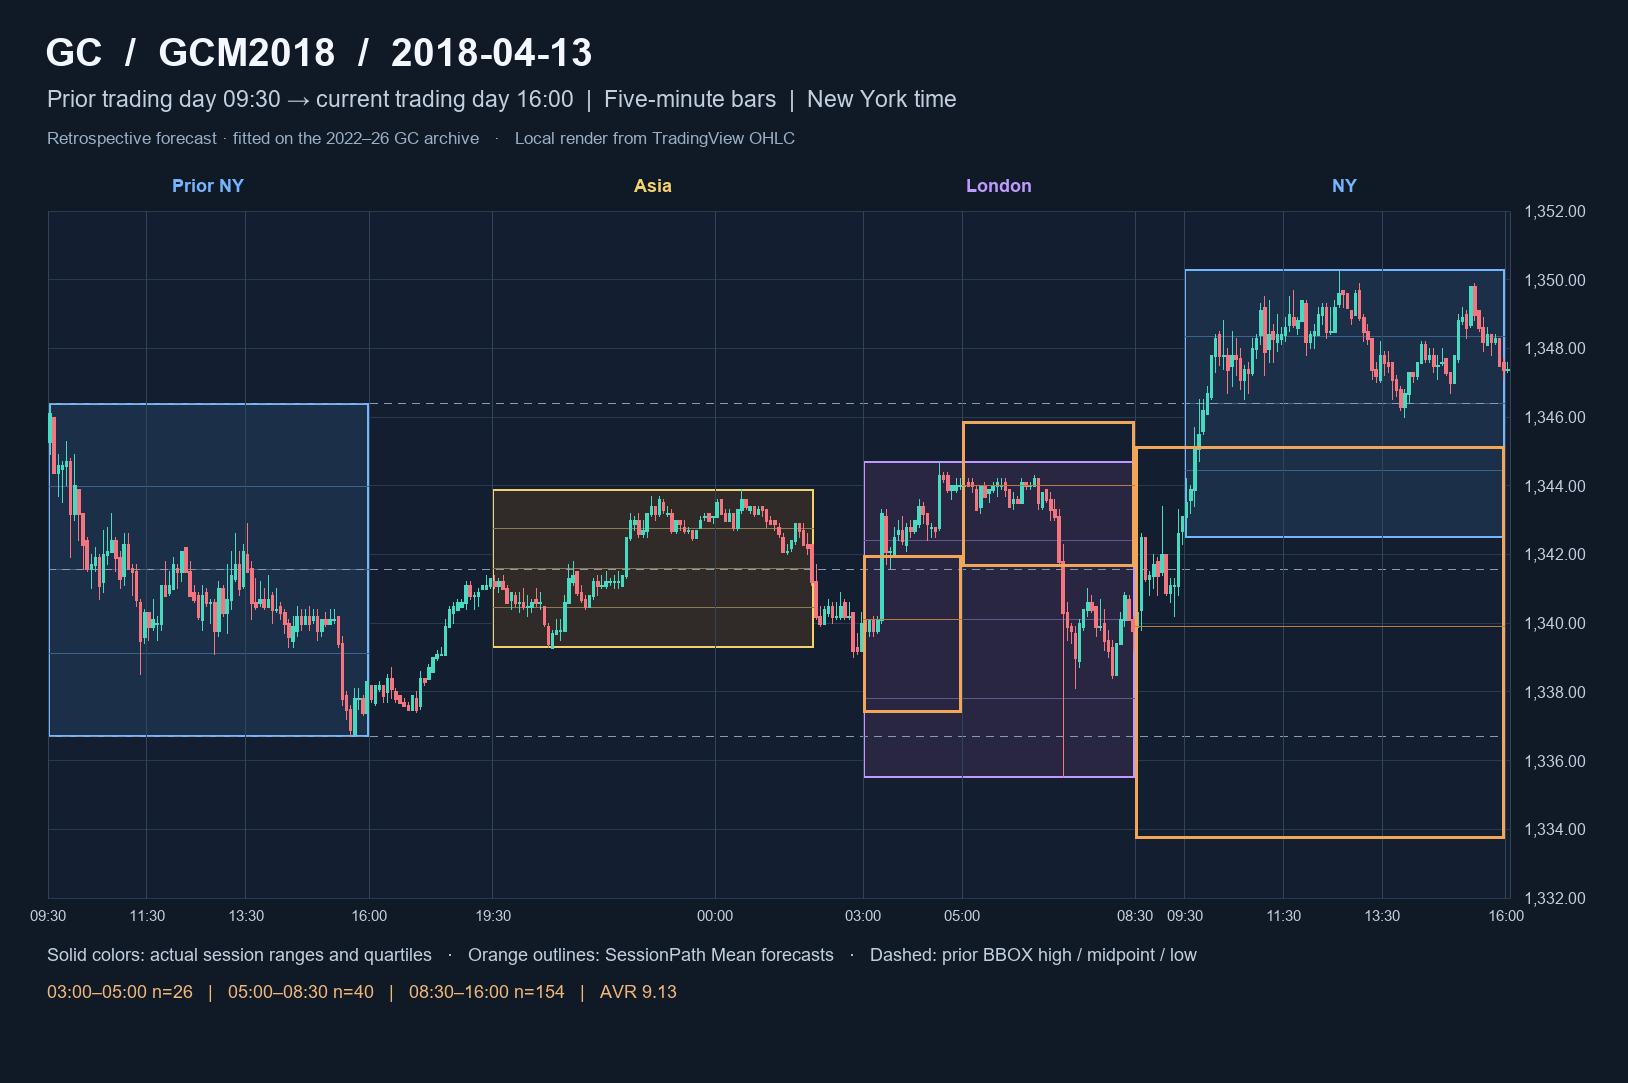 GC / GCM2018 / 2018-04-13
Prior trading day 09:30 → current trading day 16:00 | Five-minute bars | New York time
Retrospective forecast · fitted on the 2022–26 GC archive · Local render from TradingView OHLC
Prior NY Asia London NY
1,352.00
1,350.00
1,348.00
1,346.00
1,344.00
1,342.00
1,340.00
1,338.00
1,336.00
1,334.00
1,332.00
09:30 11:30 13:30 16:00 19:30 00:00 03:00 05:00 08:30 09:30 11:30 13:30 16:00
Solid colors: actual session ranges and quartiles · Orange outlines: SessionPath Mean forecasts · Dashed: prior BBOX high / midpoint / low
03:00–05:00 n=26 | 05:00–08:30 n=40 | 08:30–16:00 n=154 | AVR 9.13